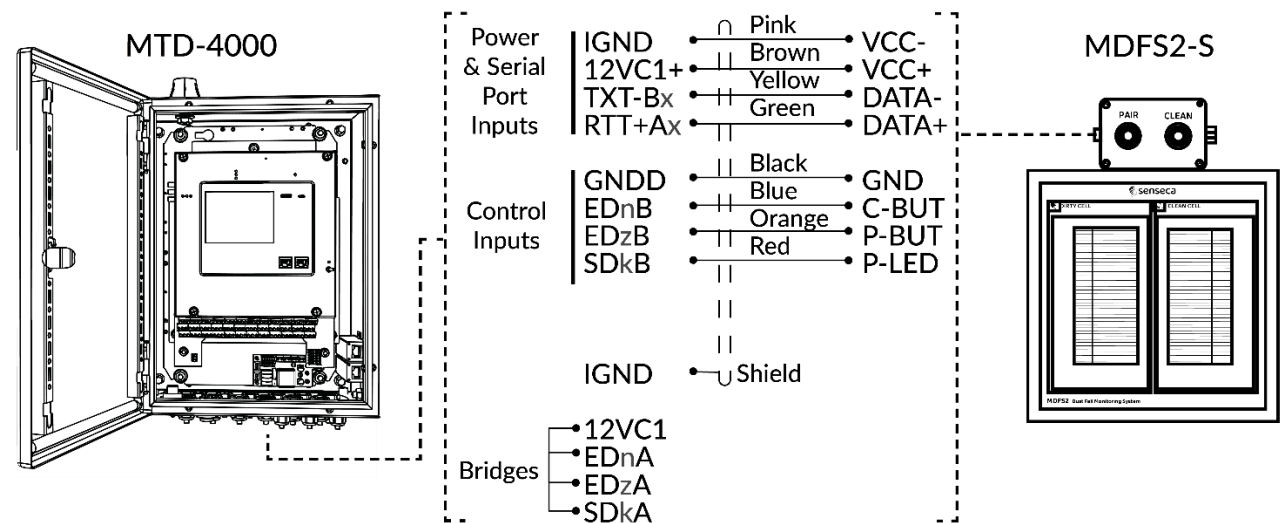 MTD-4000
Power
& Serial
Port
Inputs
IGND Pink VCC-
12VC1+ Brown VCC+
TXT-Bx Yellow DATA-
RTT+Ax Green DATA+
Control
Inputs
GNDD Black GND
EDnB Blue C-BUT
EDzB Orange P-BUT
SDkB Red P-LED
IGND Shield
Bridges
12VC1
EDnA
EDzA
SDkA
MDFS2-S
PAIR CLEAN
senseca
DIRTY CELL CLEAN CELL
MDFS2 Dust Fall Monitoring System